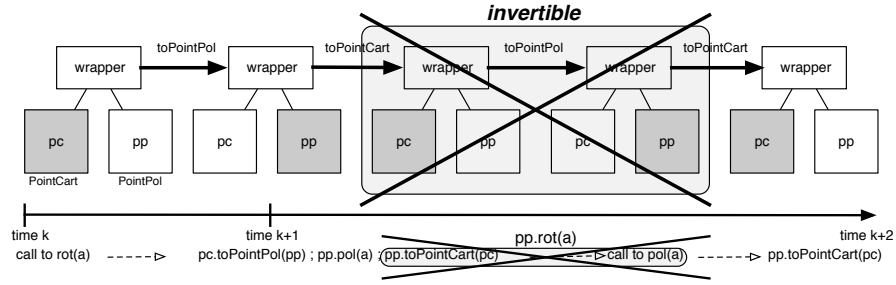 invertible
toPointPol toPointCart toPointPol toPointCart
wrapper wrapper wrapper wrapper wrapper
pc pp pc pp pc pp pc pp pc pp
PointCart PointPol
time k time k+1 pp.rot(a) time k+2
call to rot(a) pc.toPointPol(pp) ; pp.pol(a) ; pp.toPointCart(pc) call to pol(a) pp.toPointCart(pc)